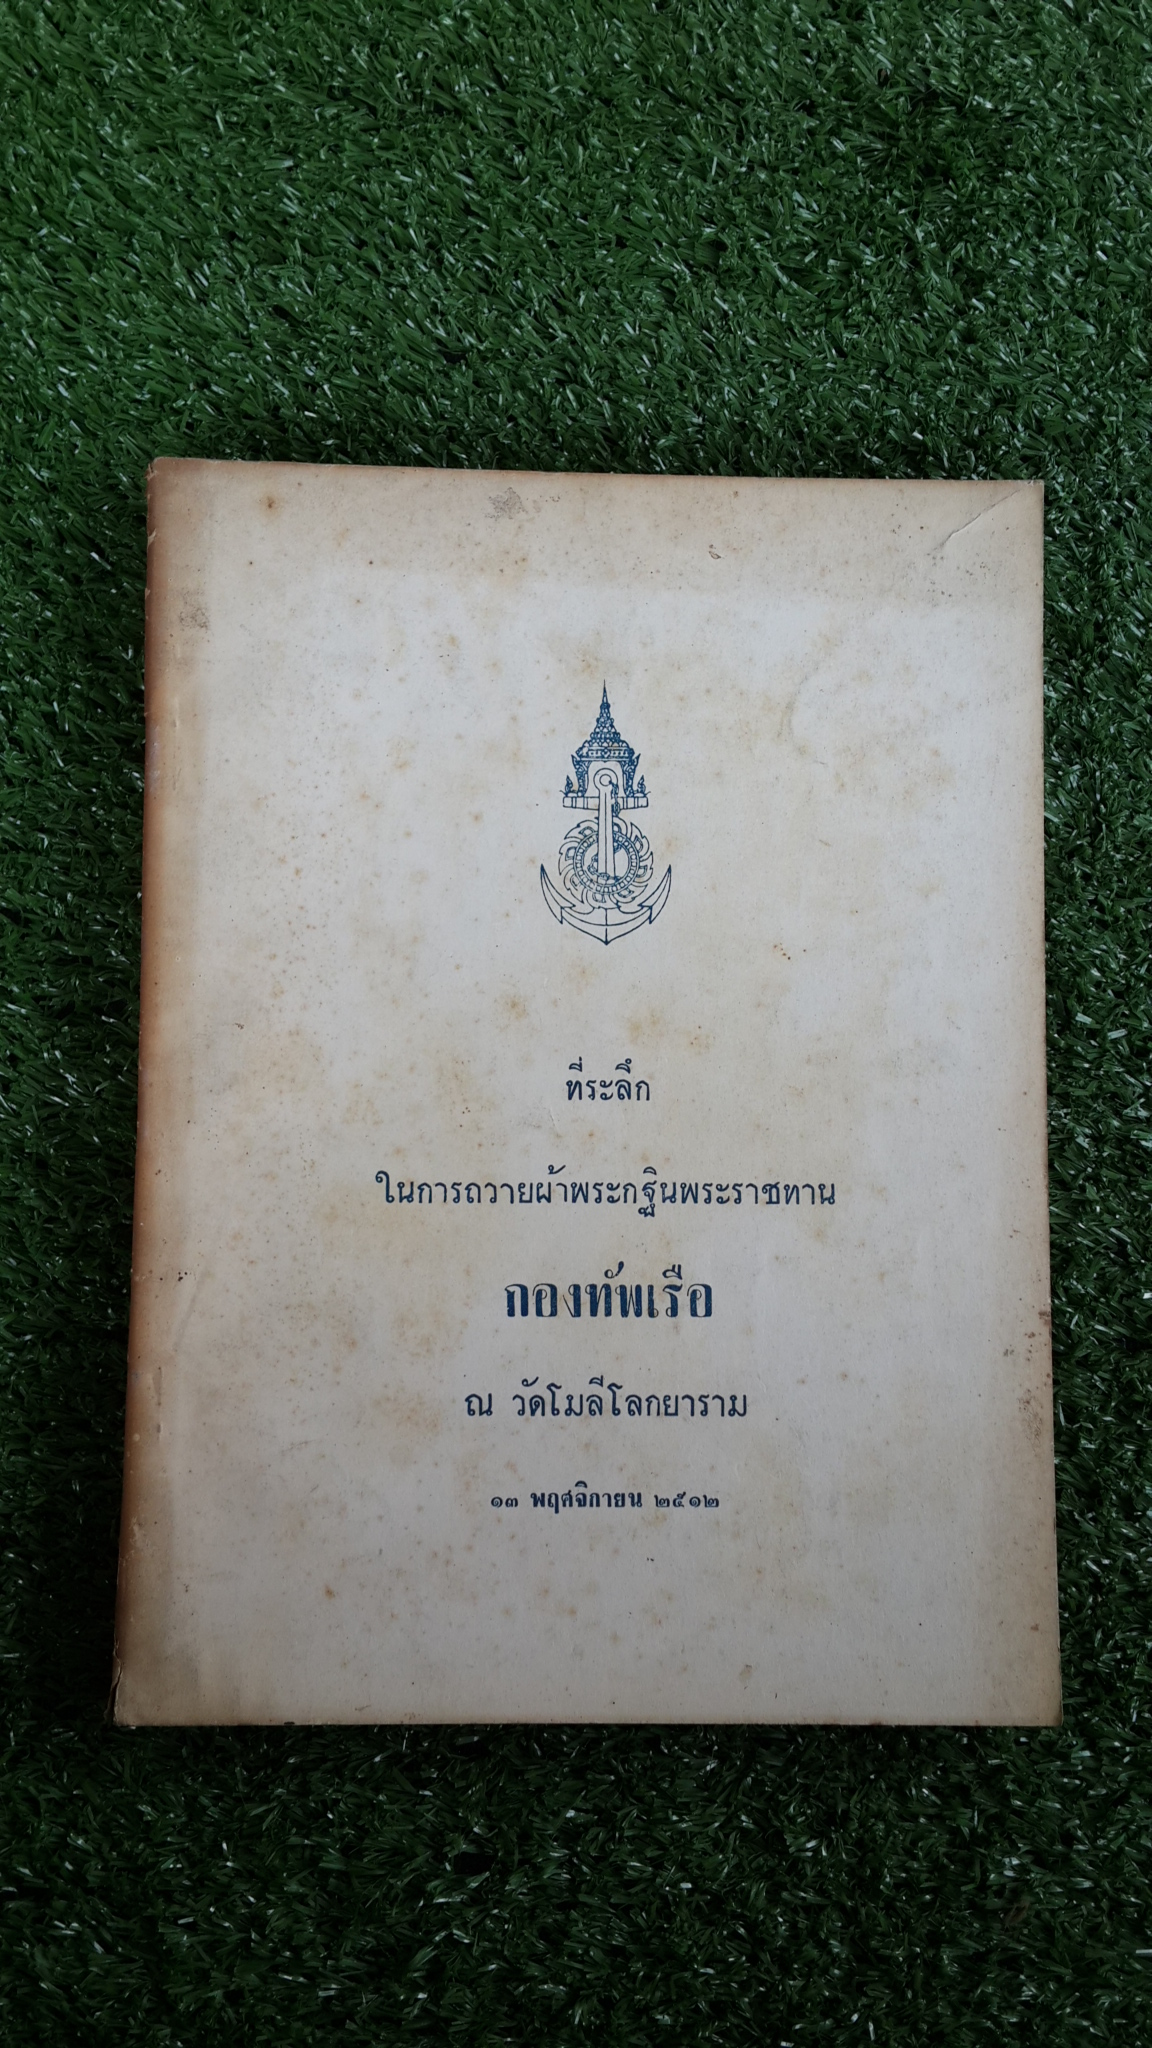 ที่ระลึก
ในการถวายผ้าพระกฐินพระราชทาน
กองทัพเรือ
ณ วัดโมลีโลกยาราม
๑๓ พฤศจิกายน ๒๕๑๒